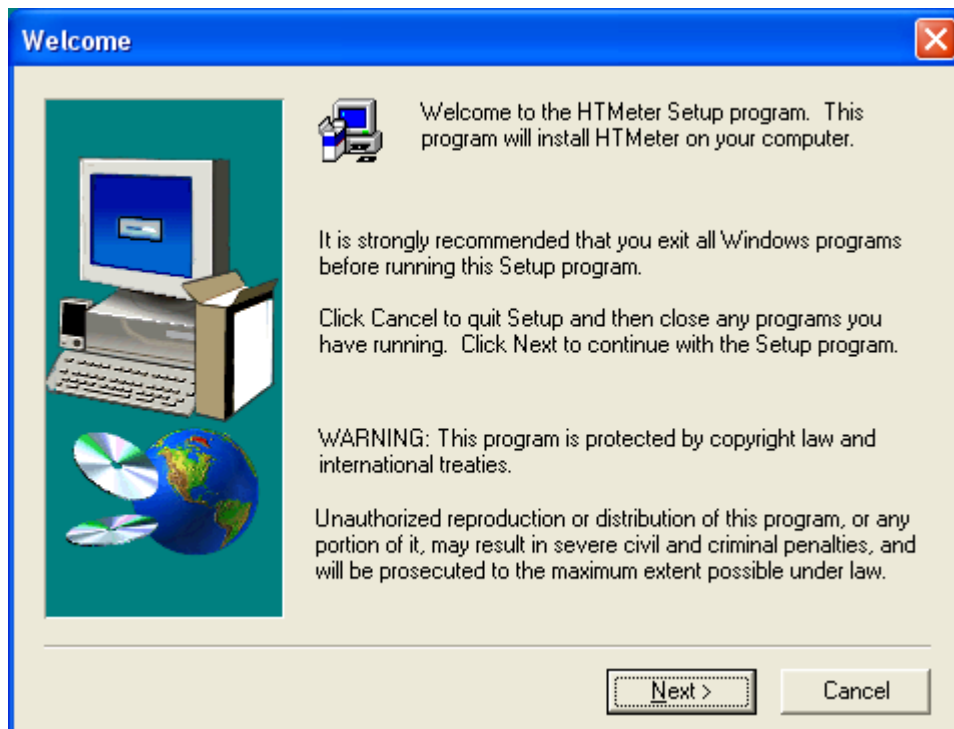 Welcome
Welcome to the HTMeter Setup program.  This
program will install HTMeter on your computer.
It is strongly recommended that you exit all Windows programs
before running this Setup program.
Click Cancel to quit Setup and then close any programs you
have running.  Click Next to continue with the Setup program.
WARNING: This program is protected by copyright law and
international treaties.
Unauthorized reproduction or distribution of this program, or any
portion of it, may result in severe civil and criminal penalties, and
will be prosecuted to the maximum extent possible under law.
Next >
Cancel